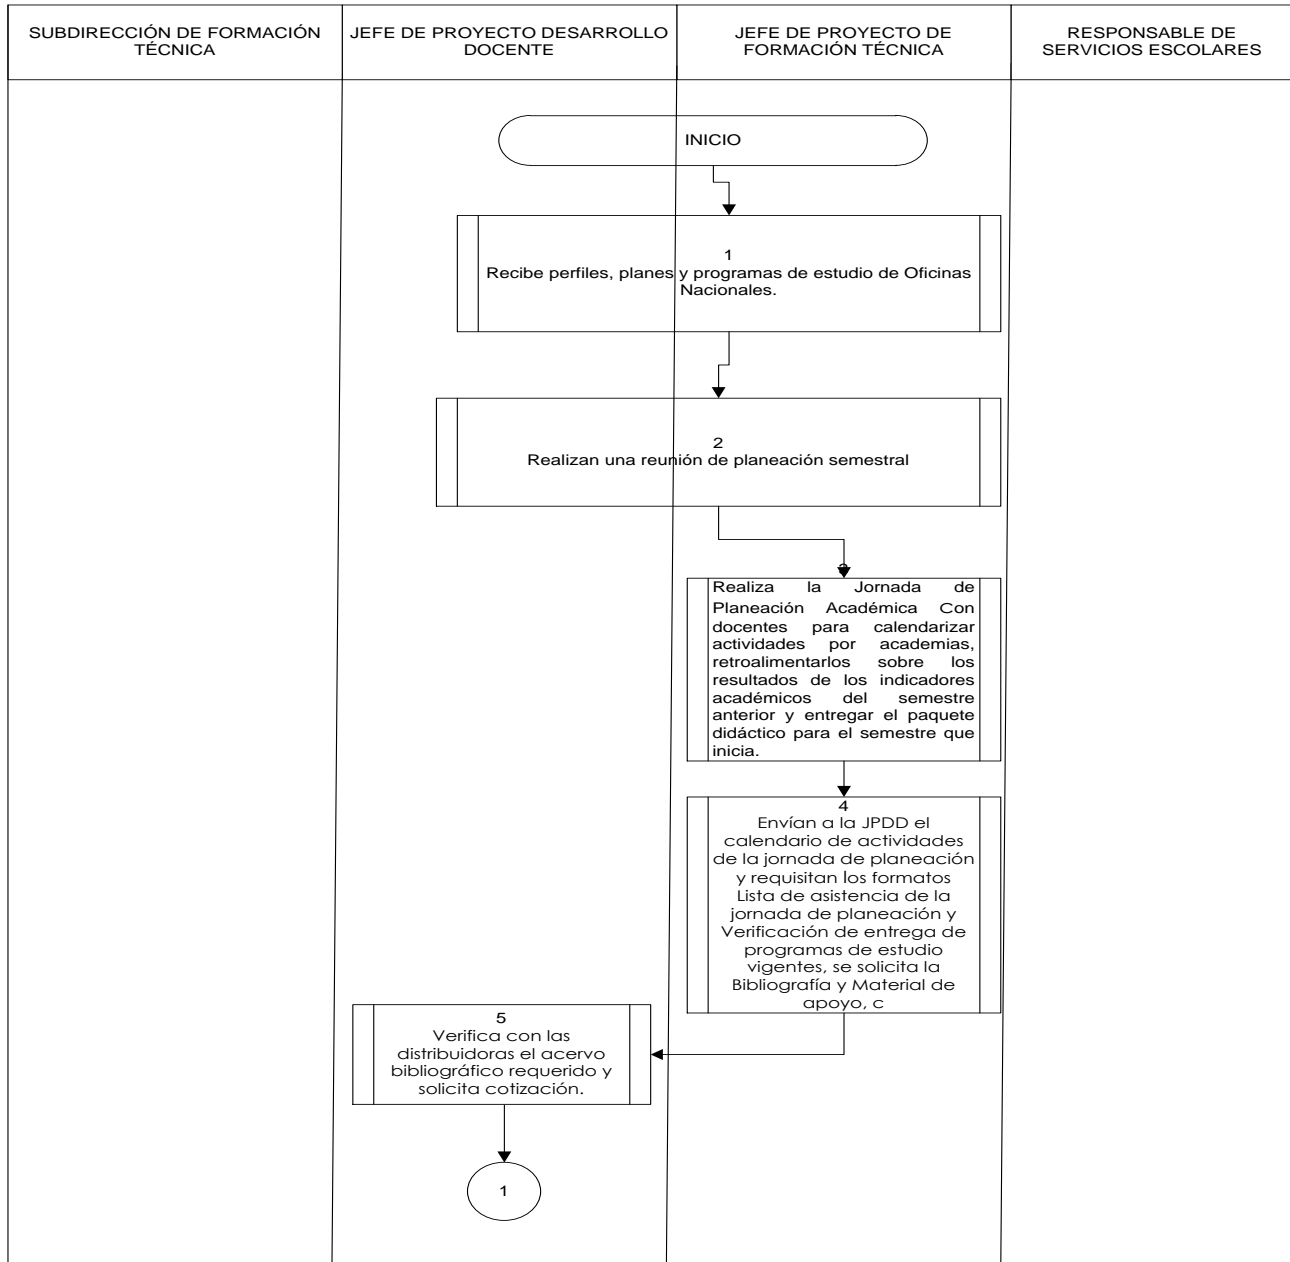 SUBDIRECCIÓN DE FORMACIÓN
TÉCNICA
JEFE DE PROYECTO DESARROLLO
DOCENTE
JEFE DE PROYECTO DE
FORMACIÓN TÉCNICA
RESPONSABLE DE
SERVICIOS ESCOLARES
INICIO
1
Recibe perfiles, planes y programas de estudio de Oficinas
Nacionales.
2
Realizan una reunión de planeación semestral
Realiza la Jornada de
Planeación Académica Con
docentes para calendarizar
actividades por academias,
retroalimentarlos sobre los
resultados de los indicadores
académicos del semestre
anterior y entregar el paquete
didáctico para el semestre que
inicia.
4
Envían a la JPDD el
calendario de actividades
de la jornada de planeación
y requisitan los formatos
Lista de asistencia de la
jornada de planeación y
Verificación de entrega de
programas de estudio
vigentes, se solicita la
Bibliografía y Material de
apoyo, c
5
Verifica con las
distribuidoras el acervo
bibliográfico requerido y
solicita cotización.
1